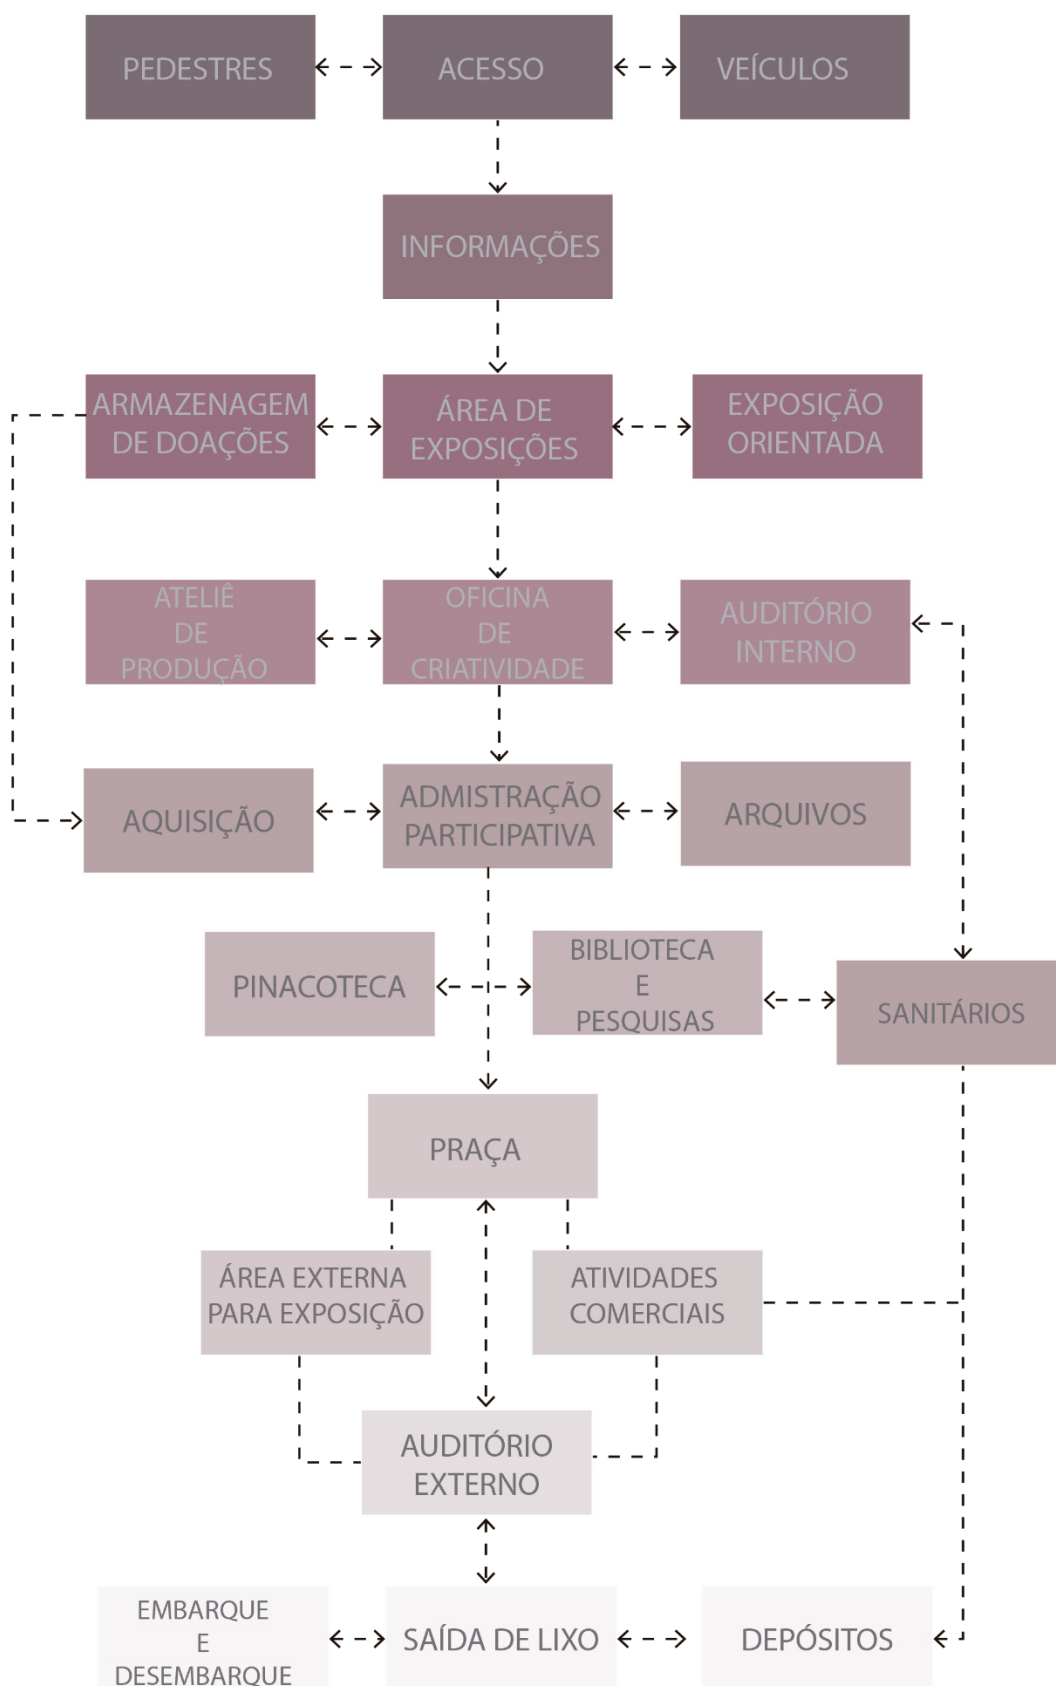 PEDESTRES
ACESSO
VEÍCULOS
INFORMAÇÕES
ARMAZENAGEM
DE DOAÇÕES
ÁREA DE
EXPOSIÇÕES
EXPOSIÇÃO
ORIENTADA
ATELIÊ
DE
PRODUÇÃO
OFICINA
DE
CRIATIVIDADE
AUDITÓRIO
INTERNO
AQUISIÇÃO
ADMISTRAÇÃO
PARTICIPATIVA
ARQUIVOS
PINACOTECA
BIBLIOTECA
E
PESQUISAS
SANITÁRIOS
PRAÇA
ÁREA EXTERNA
PARA EXPOSIÇÃO
ATIVIDADES
COMERCIAIS
AUDITÓRIO
EXTERNO
EMBARQUE
E
DESEMBARQUE
SAÍDA DE LIXO
DEPÓSITOS